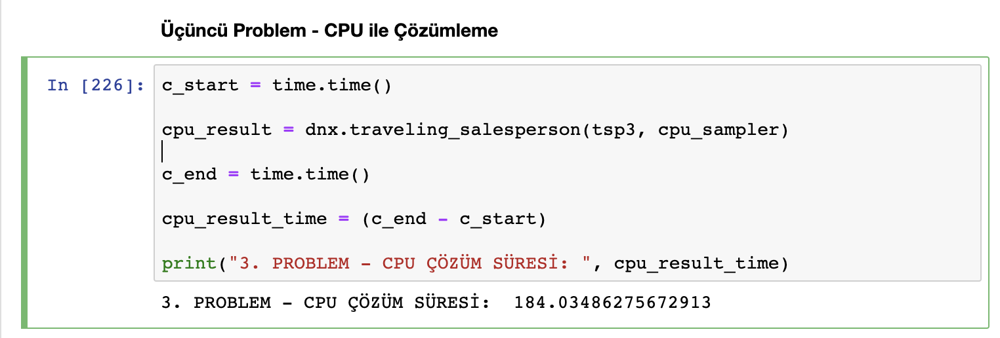 Üçüncü Problem - CPU ile Çözümleme
In [226]: c_start = time.time()
cpu_result = dnx.traveling_salesperson(tsp3, cpu_sampler)
c_end = time.time()
cpu_result_time = (c_end - c_start)
print("3. PROBLEM - CPU ÇÖZÜM SÜRESİ: ", cpu_result_time)
3. PROBLEM - CPU ÇÖZÜM SÜRESİ:  184.03486275672913